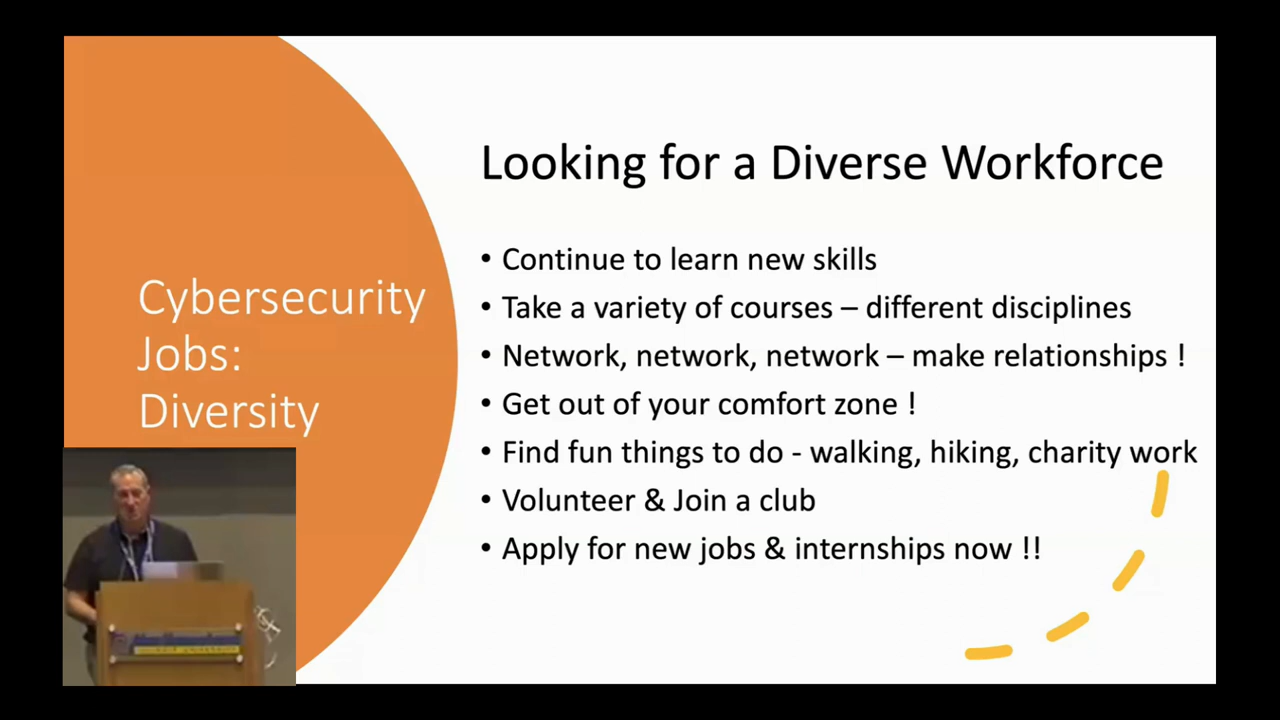 Cybersecurity
Jobs:
Diversity
Looking for a Diverse Workforce
• Continue to learn new skills
• Take a variety of courses – different disciplines
• Network, network, network – make relationships !
• Get out of your comfort zone !
• Find fun things to do - walking, hiking, charity work
• Volunteer & Join a club
• Apply for new jobs & internships now !!